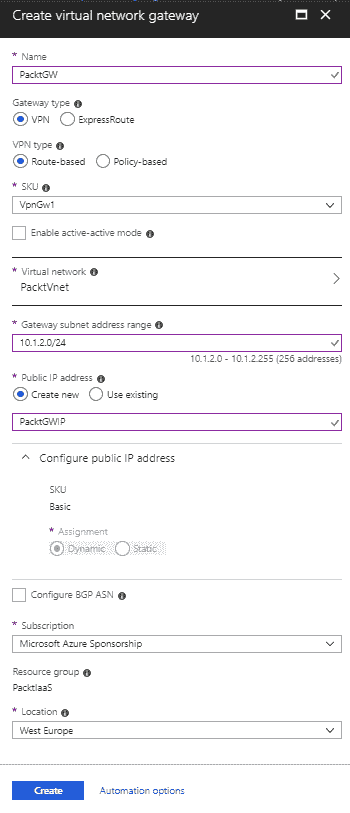 Create virtual network gateway
* Name
PacktGW
Gateway type
VPN ExpressRoute
VPN type
Route-based Policy-based
* SKU
VpnGw1
Enable active-active mode
* Virtual network
PacktVnet
* Gateway subnet address range
10.1.2.0/24
10.1.2.0 - 10.1.2.255 (256 addresses)
* Public IP address
Create new Use existing
PacktGWIP
Configure public IP address
SKU
Basic
* Assignment
Dynamic Static
Configure BGP ASN
* Subscription
Microsoft Azure Sponsorship
Resource group
PacktIaaS
* Location
West Europe
Create Automation options